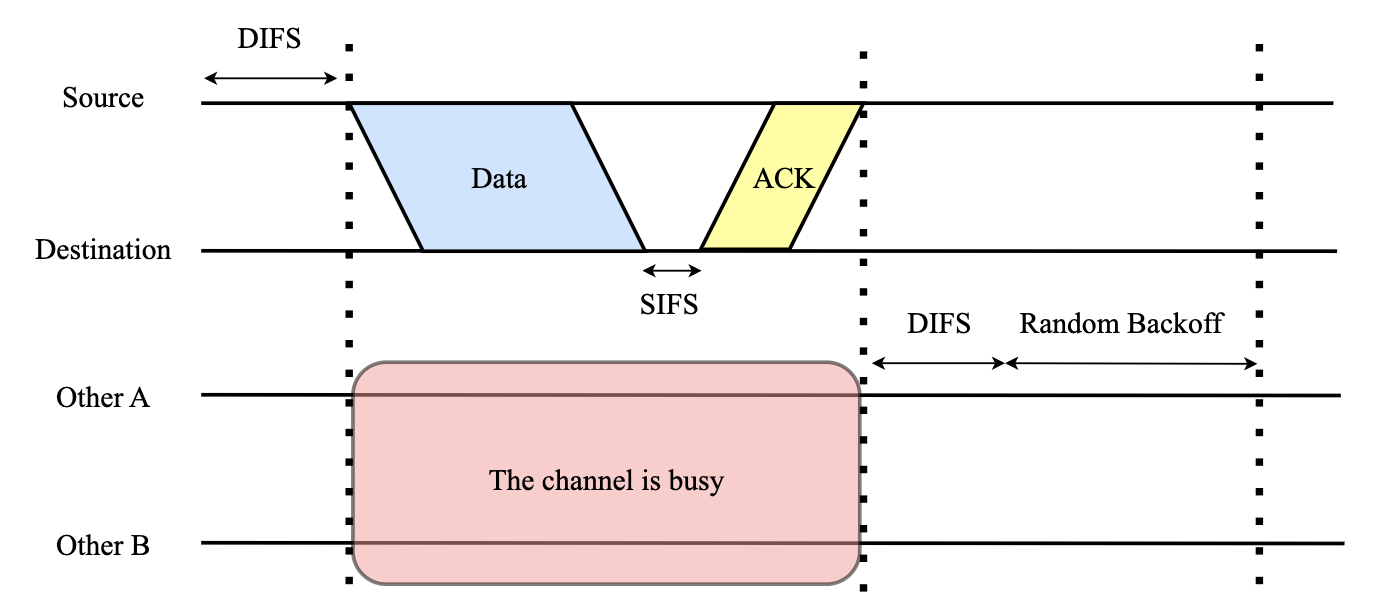 DIFS
Source
Data
ACK
Destination
SIFS
DIFS
Random Backoff
Other A
The channel is busy
Other B